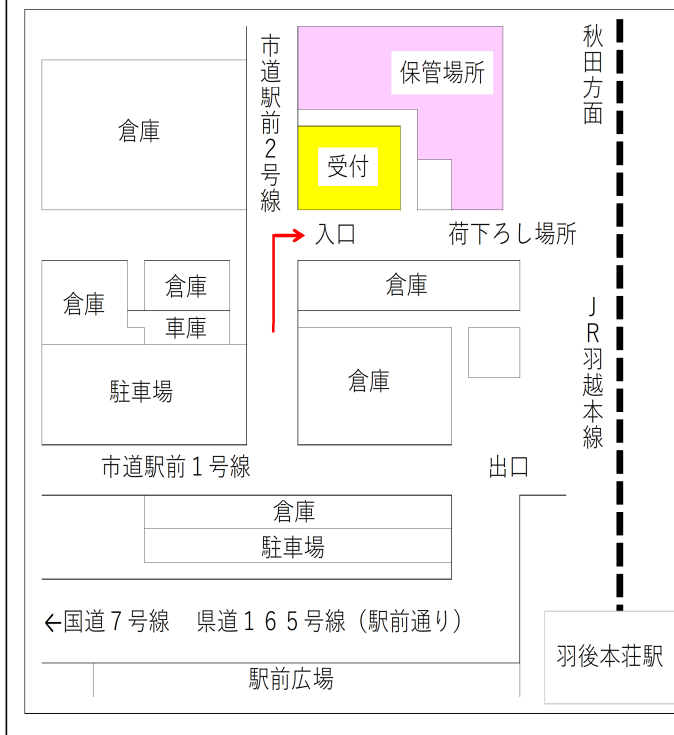 秋田方面
市道駅前２号線
保管場所
倉庫
受付
入口
荷下ろし場所
倉庫
倉庫
倉庫
車庫
ＪＲ羽越本線
倉庫
駐車場
市道駅前１号線
出口
倉庫
駐車場
←国道７号線　県道１６５号線（駅前通り）
羽後本荘駅
駅前広場